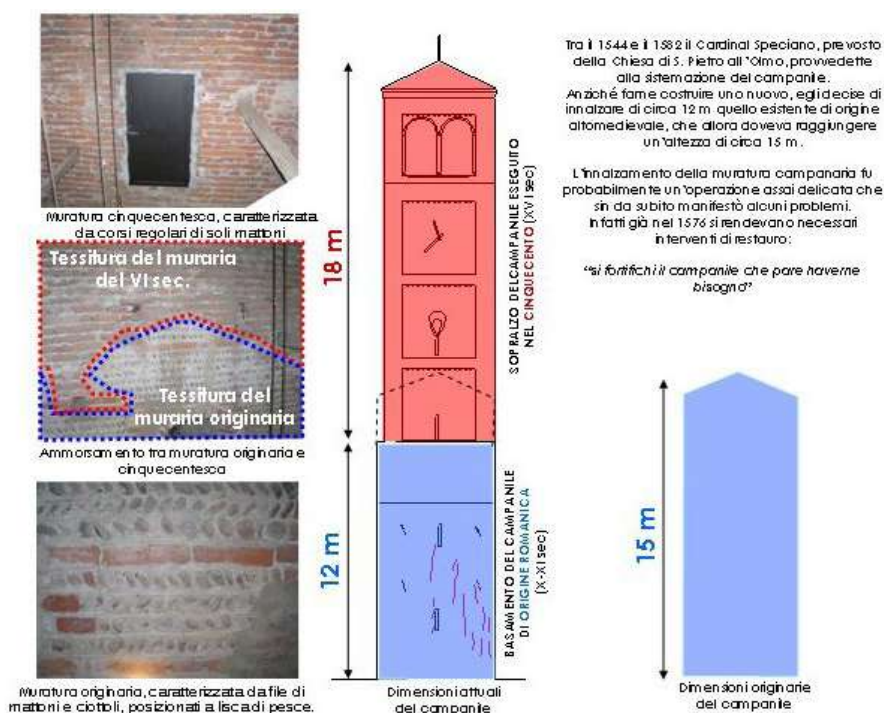 Muratura cinquecentesca, caratterizzata
da corsi regolari di soli mattoni
Tessitura del muraria
del VI sec.
Tessitura del
muraria originaria
Ammorsamento tra muratura originaria e
cinquecentesca
Muratura originaria, caratterizzata da file di
mattoni e ciottoli, posizionati a lisca di pesce.
18 m
12 m
SOPRALZO DEL CAMPANILE ESEGUITO
NEL CINQUECENTO (XVI sec)
BASAMENTO DEL CAMPANILE
DI ORIGINE ROMANICA
(X-XI sec)
Dimensioni attuali
del campanile
Tra il 1544 e il 1582 il Cardinal Speciano, prevosto
della Chiesa di S. Pietro all'Olmo, provvedette
alla sistemazione del campanile.
Anziché farne costruire uno nuovo, egli decise di
innalzare di circa 12 m quello esistente di origine
altomedievale, che allora doveva raggiungere
un'altezza di circa 15 m.
L'innalzamento della muratura campanaria fu
probabilmente un'operazione assai delicata che
sin da subito manifestò alcuni problemi.
Infatti già nel 1576 si rendevano necessari
interventi di restauro:
"si fortifichi il campanile che pare haverne
bisogno"
15 m
Dimensioni originarie
del campanile